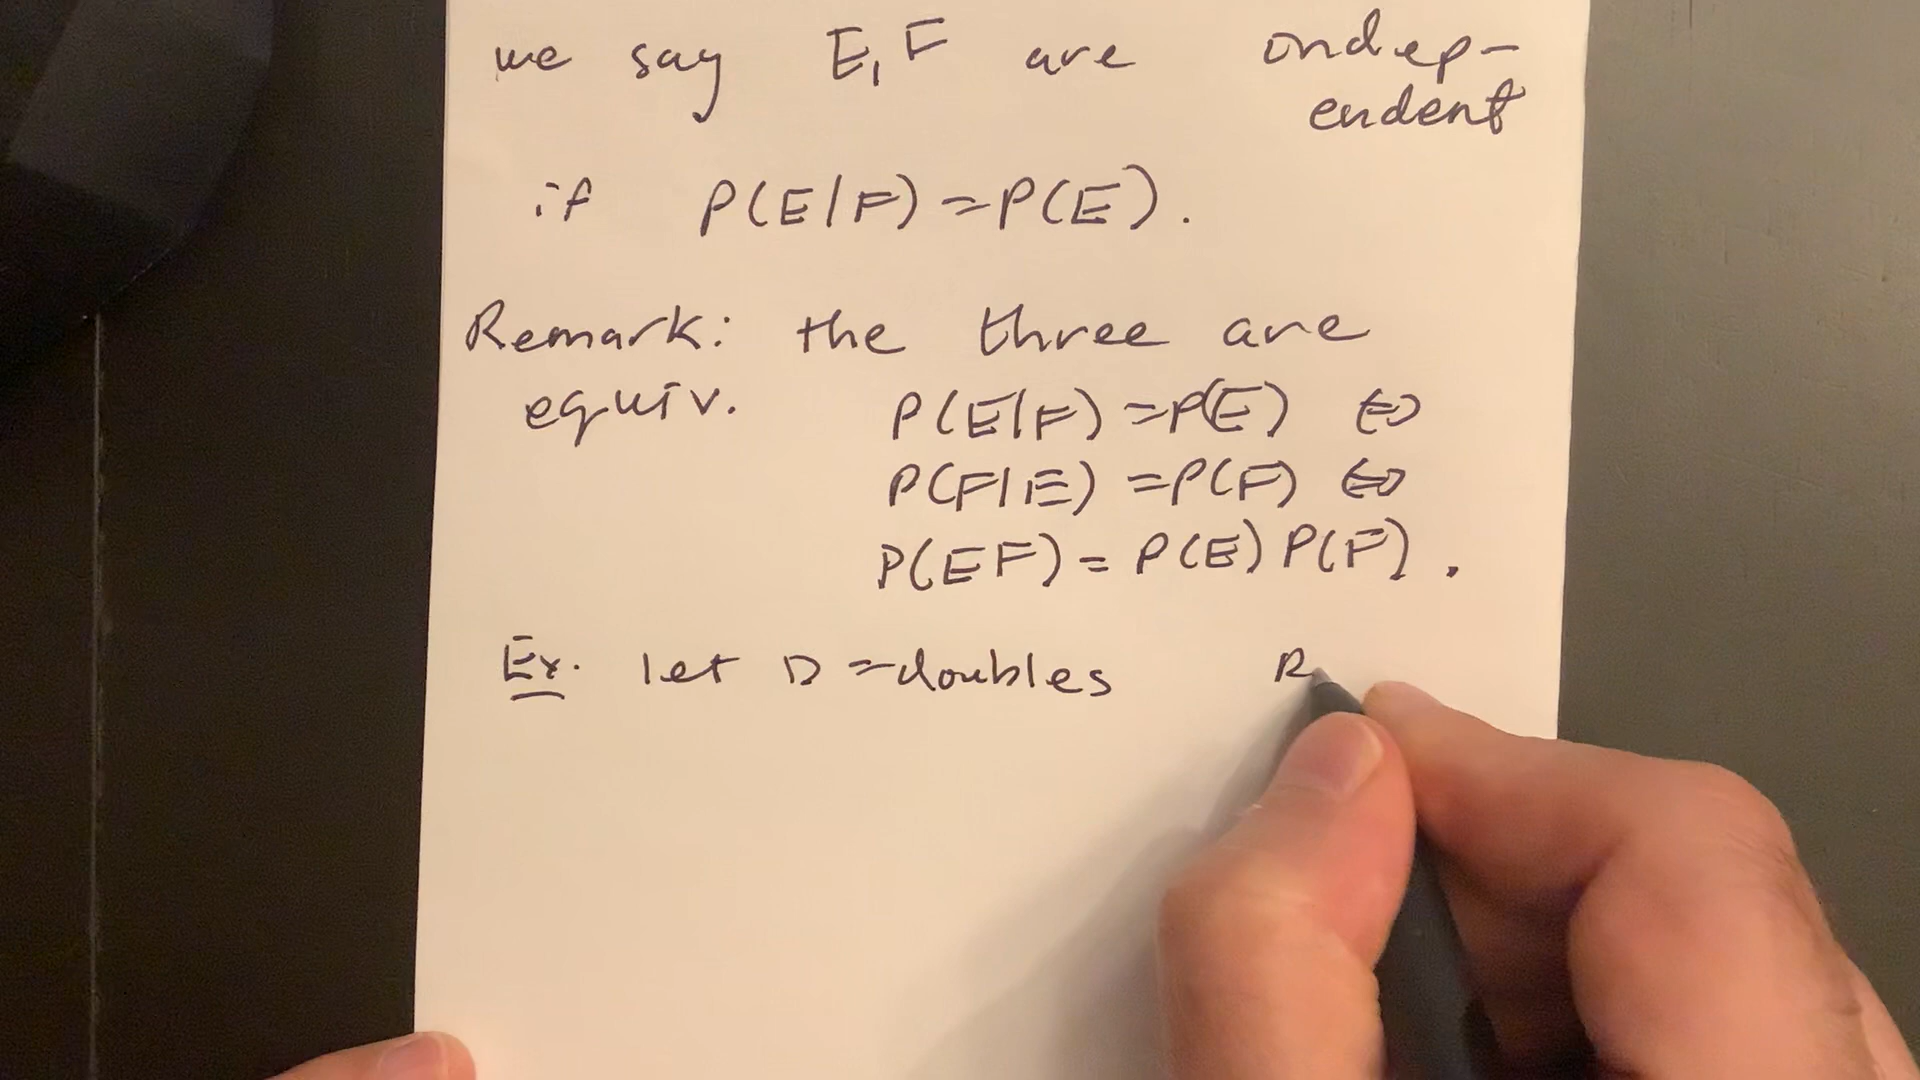 we say E, F are indep-
endent
if P(E|F) = P(E).
Remark: the three are
equiv. P(E|F) = P(E) ⇔
P(F|E) = P(F) ⇔
P(EF) = P(E) P(F).
Ex. let D = doubles R